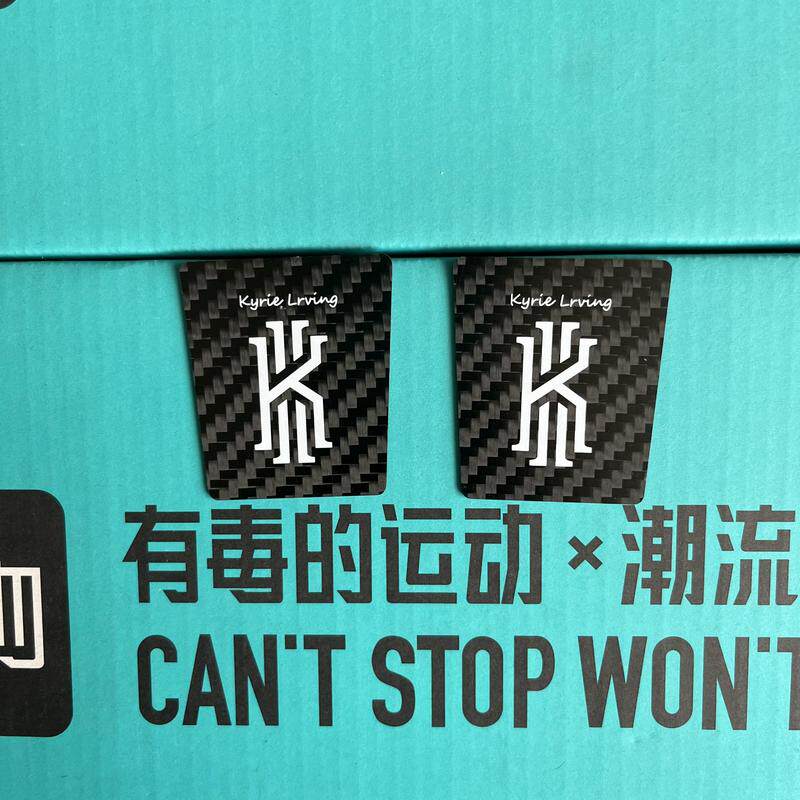 Kyrie Lrving
Kyrie Lrving
有毒的运动×潮流
CAN'T STOP WON'T